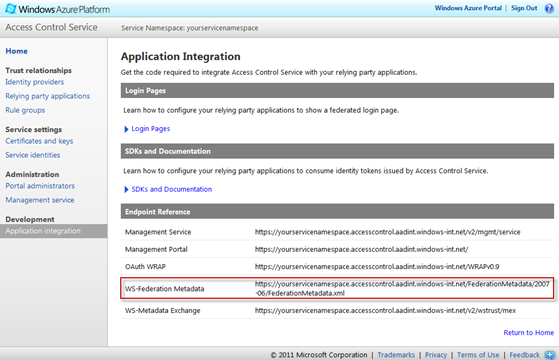 Windows Azure Platform
Windows Azure Portal | Sign Out
Access Control Service Service Namespace: yourservicenamespace
Home
Trust relationships
Identity providers
Relying party applications
Rule groups
Service settings
Certificates and keys
Service identities
Administration
Portal administrators
Management service
Development
Application integration
Application Integration
Get the code required to integrate Access Control Service with your relying party applications.
Login Pages
Learn how to configure your relying party applications to show a federated login page.
Login Pages
SDKs and Documentation
Learn how to configure your relying party applications to consume identity tokens issued by Access Control Service.
SDKs and Documentation
Endpoint Reference
Management Service https://yourservicenamespace.accesscontrol.aadint.windows-int.net/v2/mgmt/service
Management Portal https://yourservicenamespace.accesscontrol.aadint.windows-int.net/
OAuth WRAP https://yourservicenamespace.accesscontrol.aadint.windows-int.net/WRAPv0.9
WS-Federation Metadata https://yourservicenamespace.accesscontrol.aadint.windows-int.net/FederationMetadata/2007
-06/FederationMetadata.xml
WS-Metadata Exchange https://yourservicenamespace.accesscontrol.aadint.windows-int.net/v2/wstrust/mex
Return to Home
© 2011 Microsoft Corporation | Trademarks | Privacy | Terms of Use | Feedback